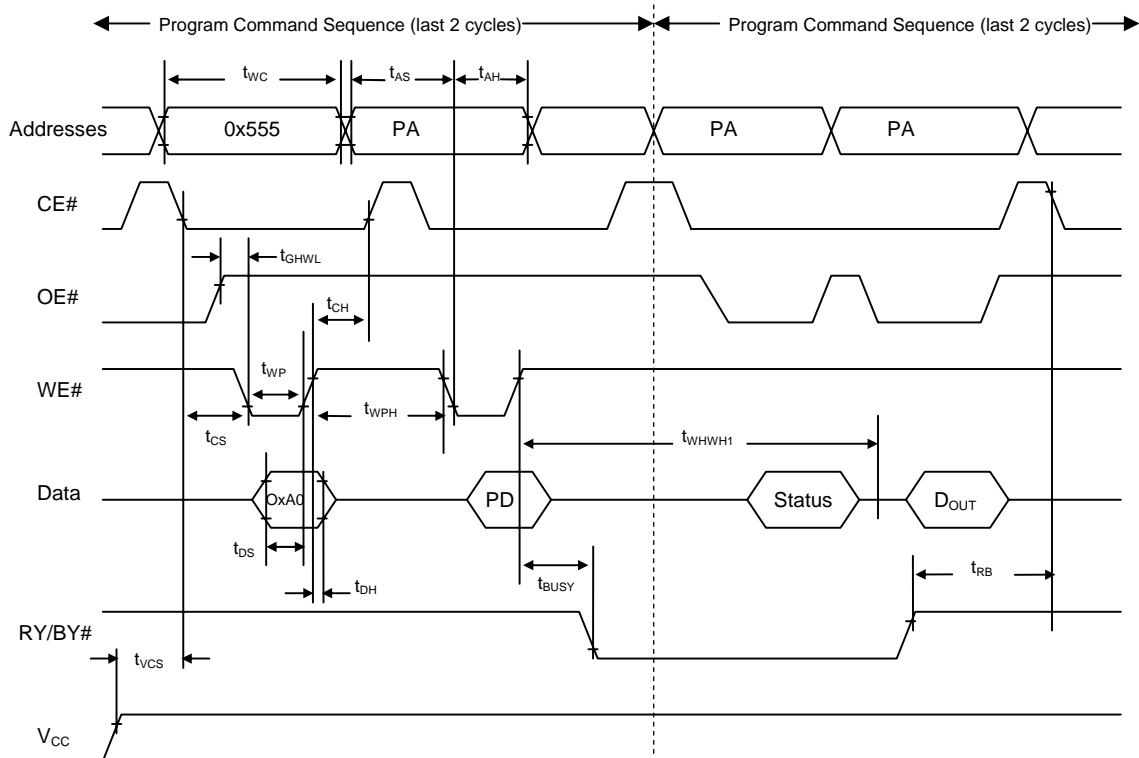 Program Command Sequence (last 2 cycles) Program Command Sequence (last 2 cycles)
tWC tAS tAH
Addresses 0x555 PA PA PA
CE#
tGHWL
OE#
tCH
tWP
WE#
tWPH
tCS tWHWH1
Data OxA0 PD Status DOUT
tDS tDH tBUSY tRB
RY/BY#
tVCS
VCC